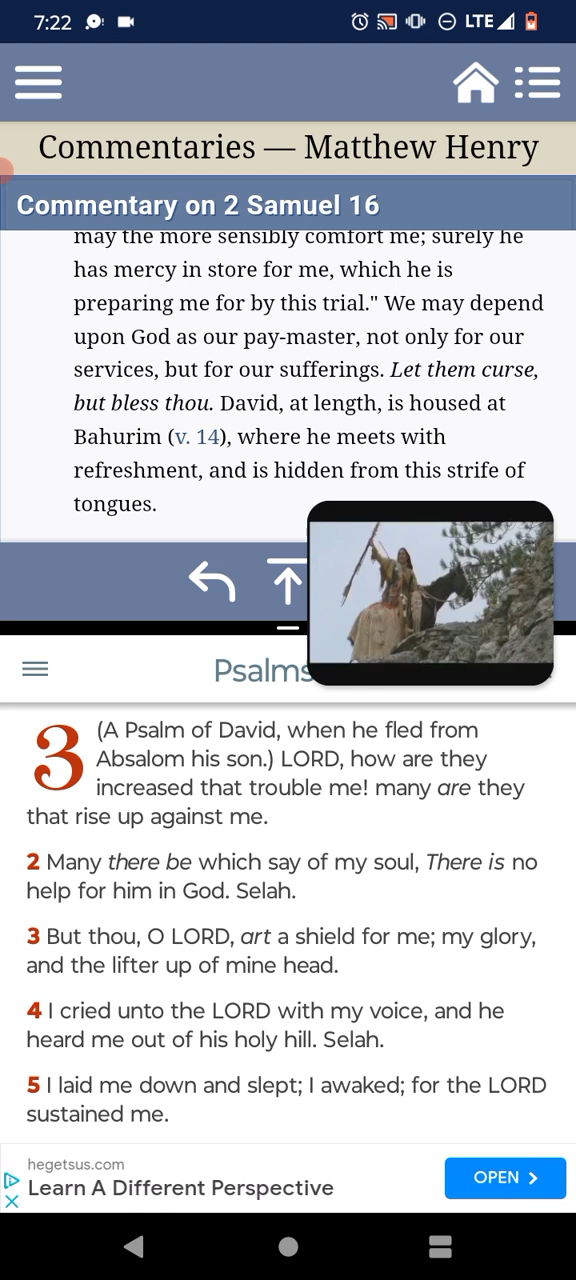 7:22 LTE
Commentaries — Matthew Henry
Commentary on 2 Samuel 16
may the more sensibly comfort me; surely he
has mercy in store for me, which he is
preparing me for by this trial." We may depend
upon God as our pay-master, not only for our
services, but for our sufferings. Let them curse,
but bless thou. David, at length, is housed at
Bahurim (v. 14), where he meets with
refreshment, and is hidden from this strife of
tongues.
Psalms
3 (A Psalm of David, when he fled from
Absalom his son.) LORD, how are they
increased that trouble me! many are they
that rise up against me.
2 Many there be which say of my soul, There is no
help for him in God. Selah.
3 But thou, O LORD, art a shield for me; my glory,
and the lifter up of mine head.
4 I cried unto the LORD with my voice, and he
heard me out of his holy hill. Selah.
5 I laid me down and slept; I awaked; for the LORD
sustained me.
hegetsus.com
Learn A Different Perspective
OPEN